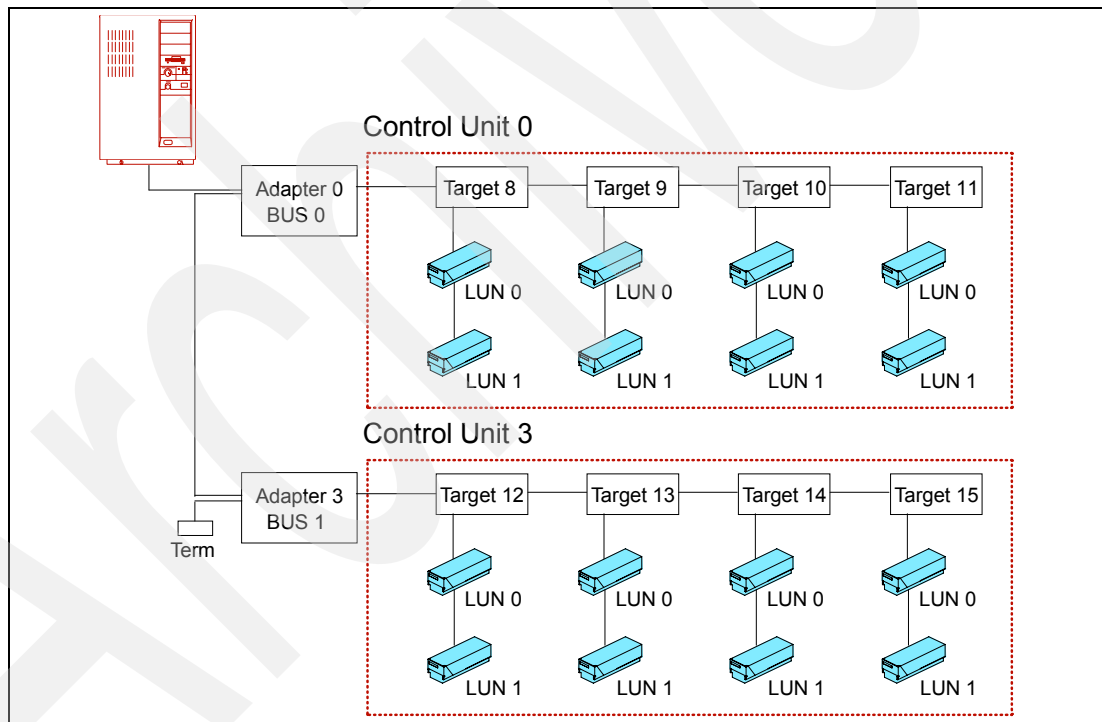 Control Unit 0
Adapter 0
BUS 0
Target 8
Target 9
Target 10
Target 11
LUN 0
LUN 0
LUN 0
LUN 0
LUN 1
LUN 1
LUN 1
LUN 1
Control Unit 3
Adapter 3
BUS 1
Term
Target 12
Target 13
Target 14
Target 15
LUN 0
LUN 0
LUN 0
LUN 0
LUN 1
LUN 1
LUN 1
LUN 1